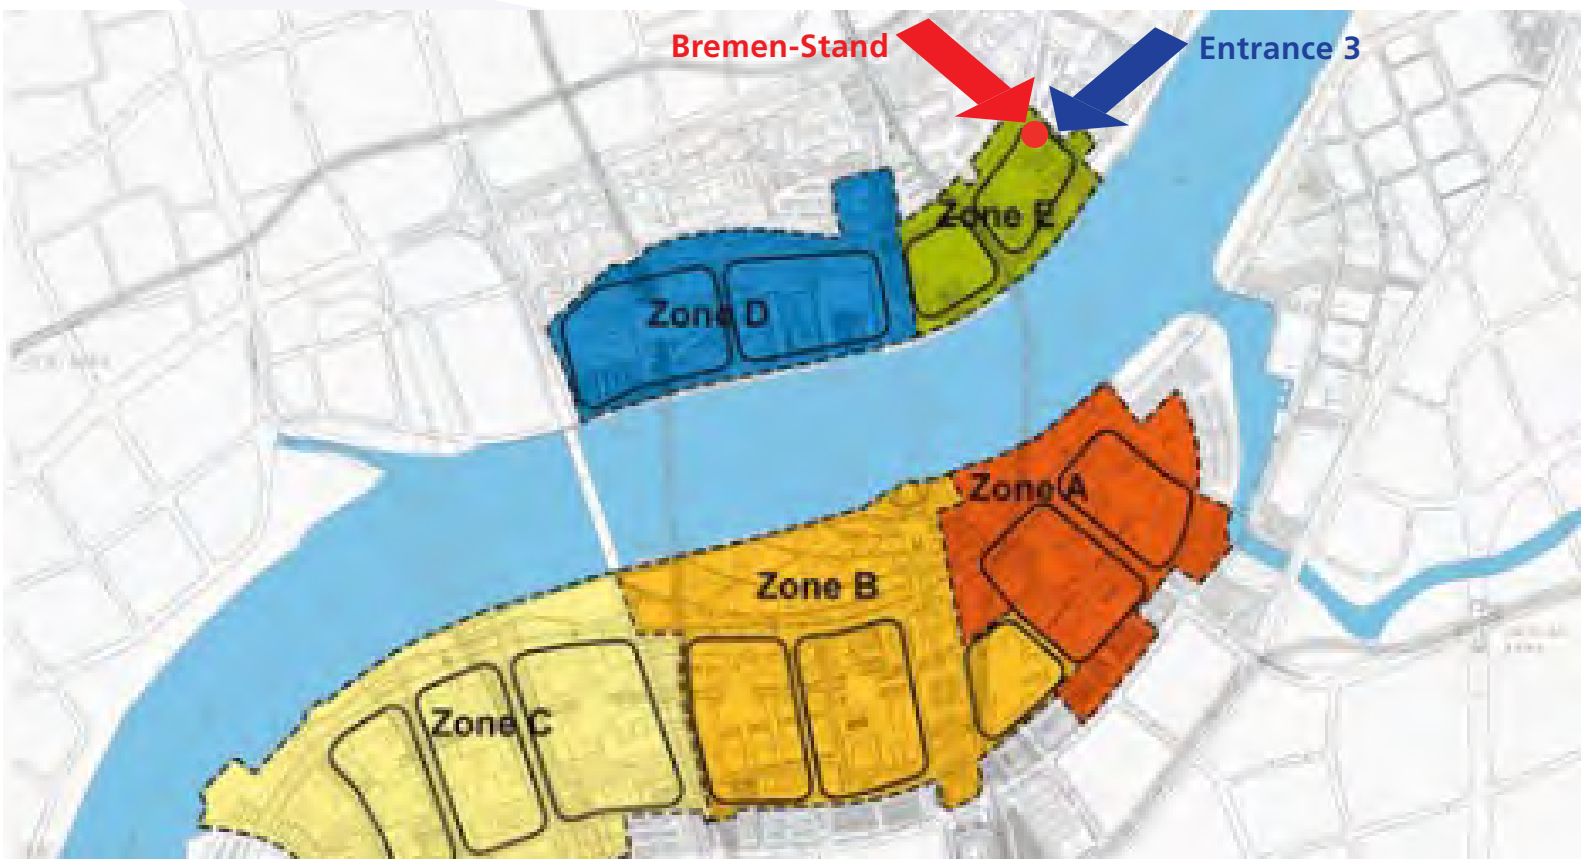 Bremen-Stand
Entrance 3
Zone E
Zone D
Zone A
Zone B
Zone C